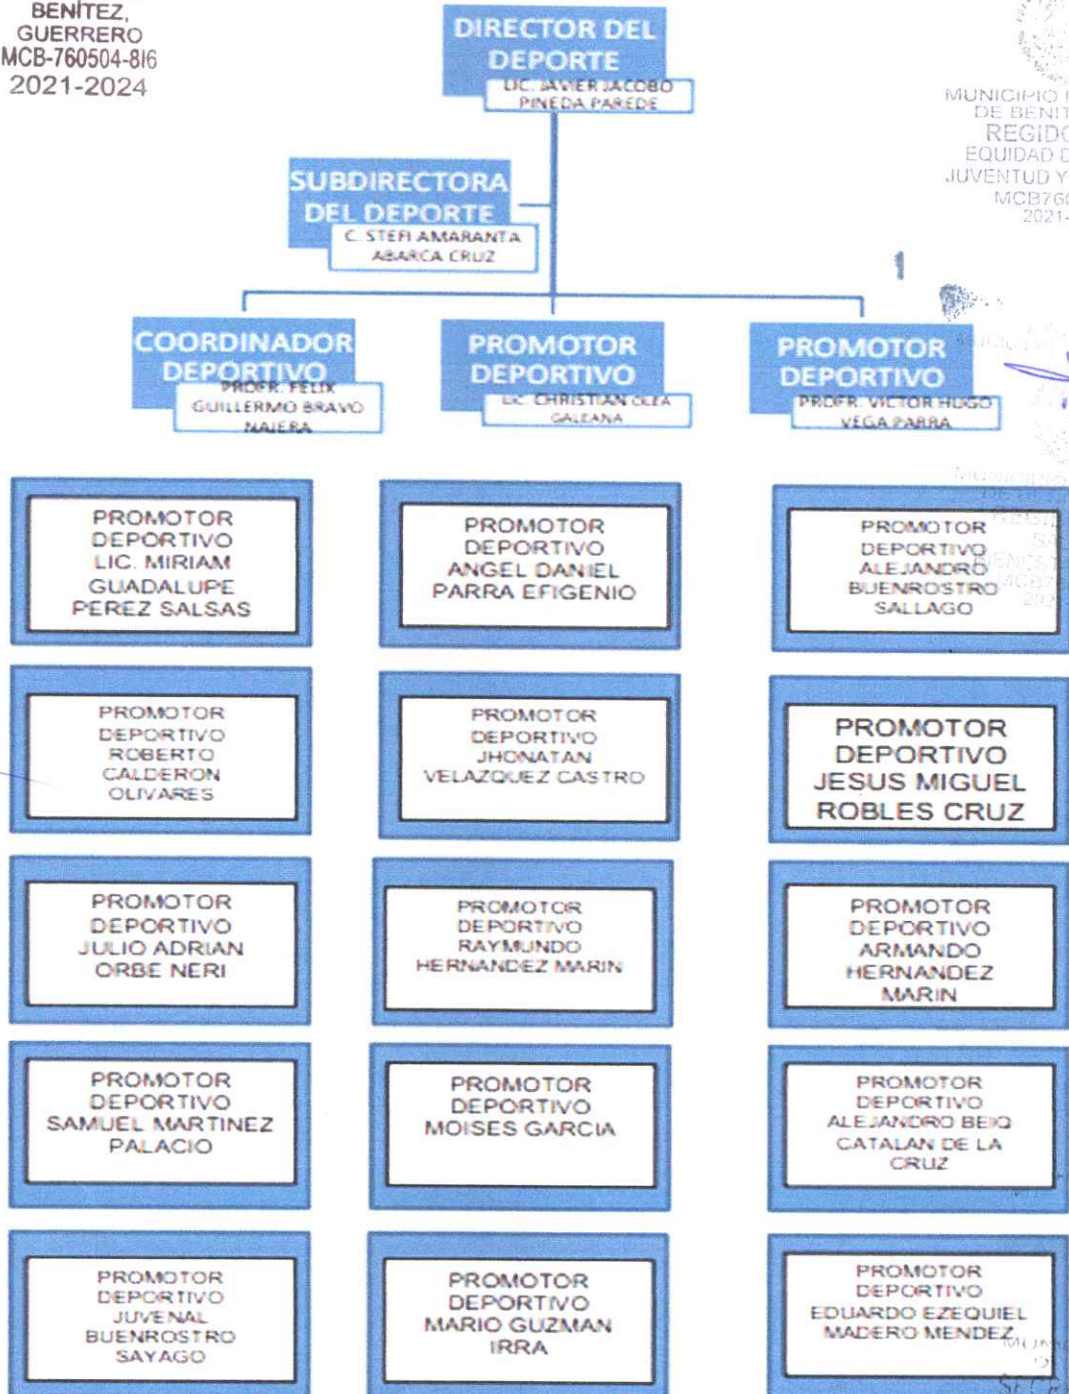 BENÍTEZ,
GUERRERO
MCB-760504-8I6
2021-2024
DIRECTOR DEL
DEPORTE
LIC. JAVIER JACOBO
PINEDA PAREDE
MUNICIPIO
DE BENIT
REGIDO
EQUIDAD D
JUVENTUD Y
MCB760
2021-
SUBDIRECTORA
DEL DEPORTE
C. STEFI AMARANTA
ABARCA CRUZ
COORDINADOR
DEPORTIVO
PROFR. FELIX
GUILLERMO BRAVO
NAJERA
PROMOTOR
DEPORTIVO
LIC. CHRISTIAN OLEA
GALEANA
PROMOTOR
DEPORTIVO
PROFR. VICTOR HUGO
VEGA PARRA
PROMOTOR
DEPORTIVO
LIC. MIRIAM
GUADALUPE
PEREZ SALSAS
PROMOTOR
DEPORTIVO
ANGEL DANIEL
PARRA EFIGENIO
PROMOTOR
DEPORTIVO
ALEJANDRO
BUENROSTRO
SALLAGO
PROMOTOR
DEPORTIVO
ROBERTO
CALDERON
OLIVARES
PROMOTOR
DEPORTIVO
JHONATAN
VELAZQUEZ CASTRO
PROMOTOR
DEPORTIVO
JESUS MIGUEL
ROBLES CRUZ
PROMOTOR
DEPORTIVO
JULIO ADRIAN
ORBE NERI
PROMOTOR
DEPORTIVO
RAYMUNDO
HERNANDEZ MARIN
PROMOTOR
DEPORTIVO
ARMANDO
HERNANDEZ
MARIN
PROMOTOR
DEPORTIVO
SAMUEL MARTINEZ
PALACIO
PROMOTOR
DEPORTIVO
MOISES GARCIA
PROMOTOR
DEPORTIVO
ALEJANDRO
CATALAN DE LA
CRUZ
PROMOTOR
DEPORTIVO
JUVENAL
BUENROSTRO
SAYAGO
PROMOTOR
DEPORTIVO
MARIO GUZMAN
IRRA
PROMOTOR
DEPORTIVO
EDUARDO EZEQUIEL
MADERO MENDEZ